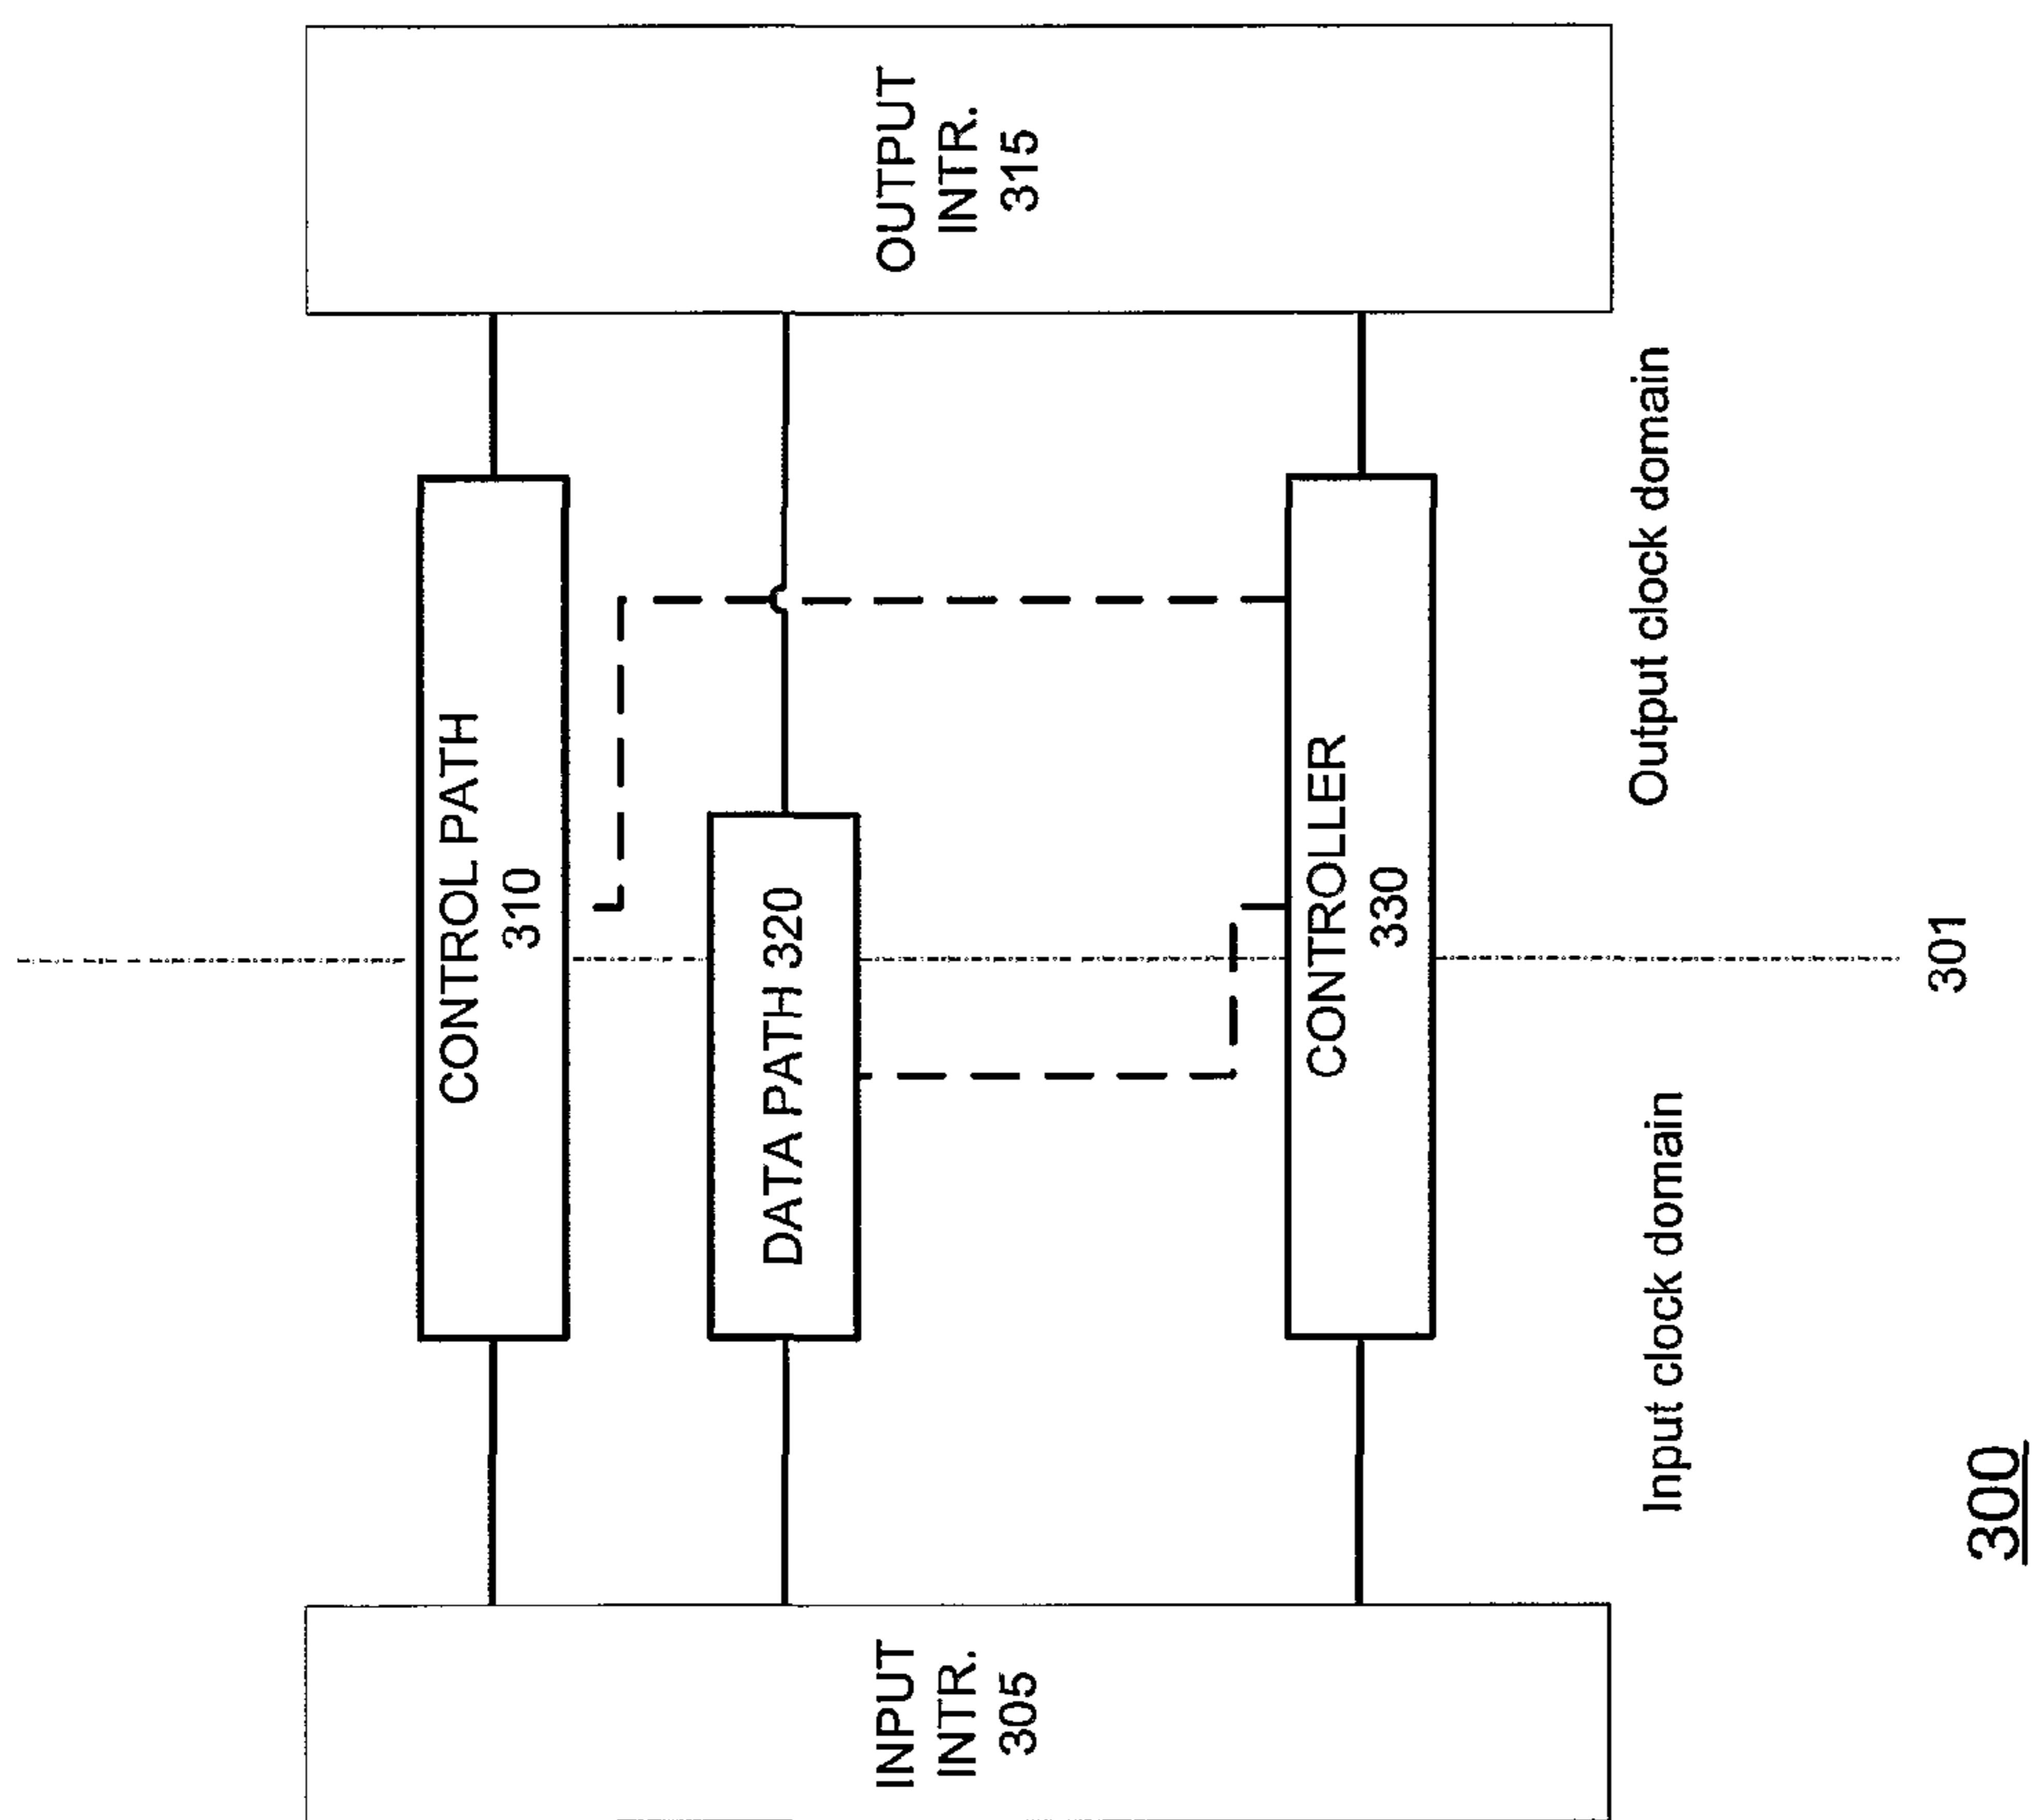 INPUT
INTR.
305
CONTROL PATH
310
DATA PATH 320
CONTROLLER
330
OUTPUT
INTR.
315
Input clock domain
Output clock domain
301
300